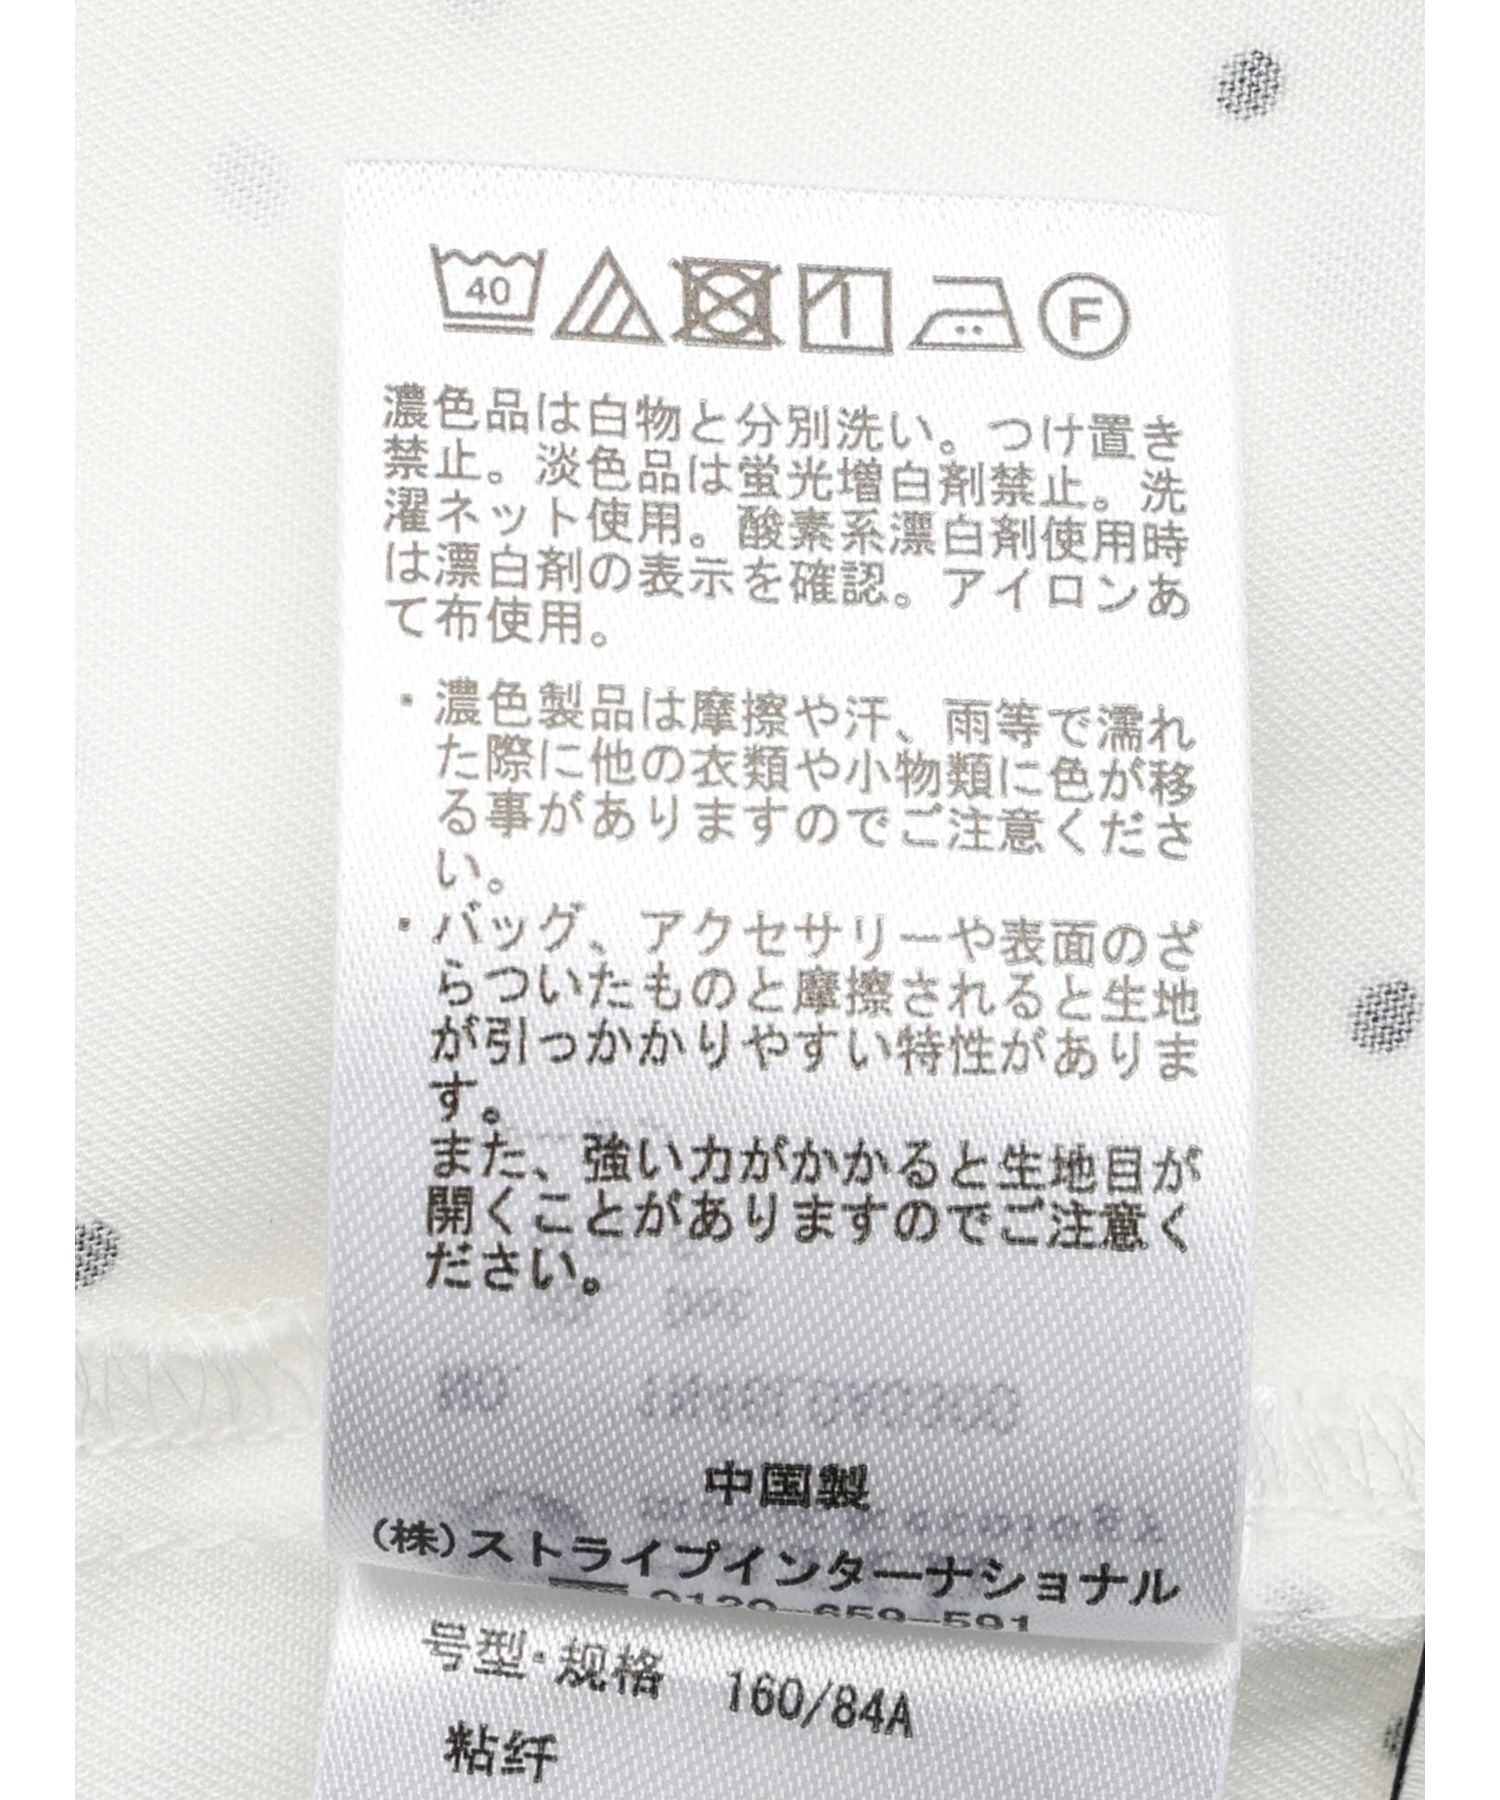 40
F
濃色品は白物と分別洗い。つけ置き
禁止。淡色品は蛍光増白剤禁止。洗
濯ネット使用。酸素系漂白剤使用時
は漂白剤の表示を確認。アイロンあ
て布使用。
・濃色製品は摩擦や汗、雨等で濡れ
た際に他の衣類や小物類に色が移
る事がありますのでご注意くださ
い。
・バッグ、アクセサリーや表面のざ
らついたものと摩擦されると生地
が引っかかりやすい特性がありま
す。
また、強い力がかかると生地目が
開くことがありますのでご注意く
ださい。
中国製
(株)ストライプインターナショナル
0120-659-591
号型·规格 160/84A
粘纤